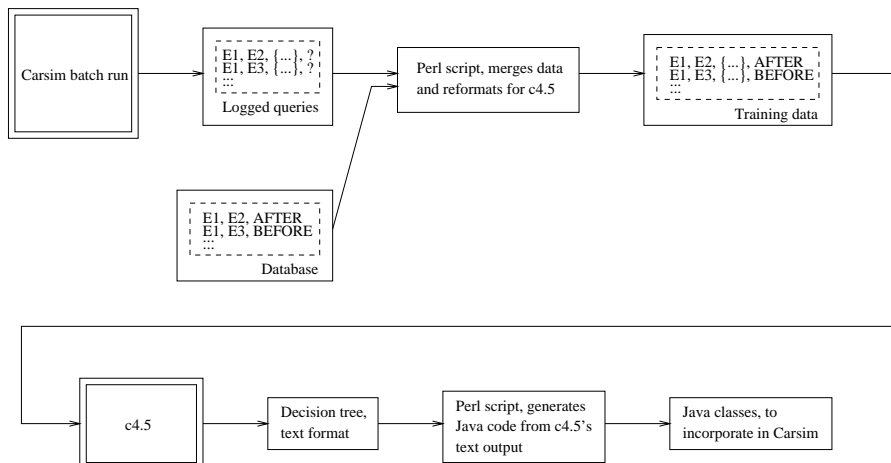 Carsim batch run
E1, E2, {...}, ?
E1, E3, {...}, ?
:::
Logged queries
Perl script, merges data
and reformats for c4.5
E1, E2, {...}, AFTER
E1, E3, {...}, BEFORE
:::
Training data
E1, E2, AFTER
E1, E3, BEFORE
:::
Database
c4.5
Decision tree,
text format
Perl script, generates
Java code from c4.5's
text output
Java classes, to
incorporate in Carsim